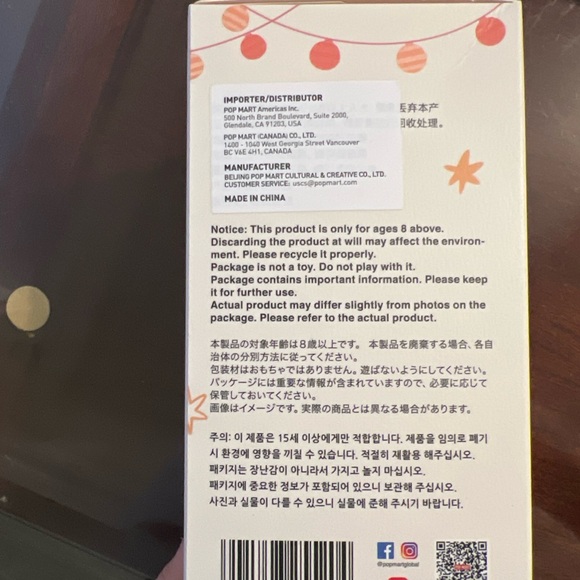 IMPORTER/DISTRIBUTOR
POP MART Americas Inc.
500 North Brand Boulevard, Suite 2000,
Glendale, CA 91203, USA
POP MART (CANADA) CO., LTD.
1400 - 1040 West Georgia Street Vancouver
BC V6E 4H1, CANADA
MANUFACTURER
BEIJING POP MART CULTURAL & CREATIVE CO., LTD.
CUSTOMER SERVICE: uscs@popmart.com
MADE IN CHINA
丢弃本产
回收处理。
Notice: This product is only for ages 8 above.
Discarding the product at will may affect the environ-
ment. Please recycle it properly.
Package is not a toy. Do not play with it.
Package contains important information. Please keep
it for further use.
Actual product may differ slightly from photos on the
package. Please refer to the actual product.
本製品の対象年齢は8歳以上です。 本製品を廃棄する場合、各自
治体の分別方法に従ってください。
包装材はおもちゃではありません。遊ばないようにしてください。
パッケージには重要な情報が含まれていますので、必要に応じて
保管しておいてください。
画像はイメージです。実際の商品とは異なる場合があります。
주의: 이 제품은 15세 이상에게만 적합합니다. 제품을 임의로 폐기
시 환경에 영향을 끼칠 수 있습니다. 적절히 재활용 해주십시오.
패키지는 장난감이 아니라서 가지고 놀지 마십시오.
패키지에 중요한 정보가 포함되어 있으니 보관해 주십시오.
사진과 실물이 다를 수 있으니 실물에 준해 주시기 바랍니다.
@popmartglobal